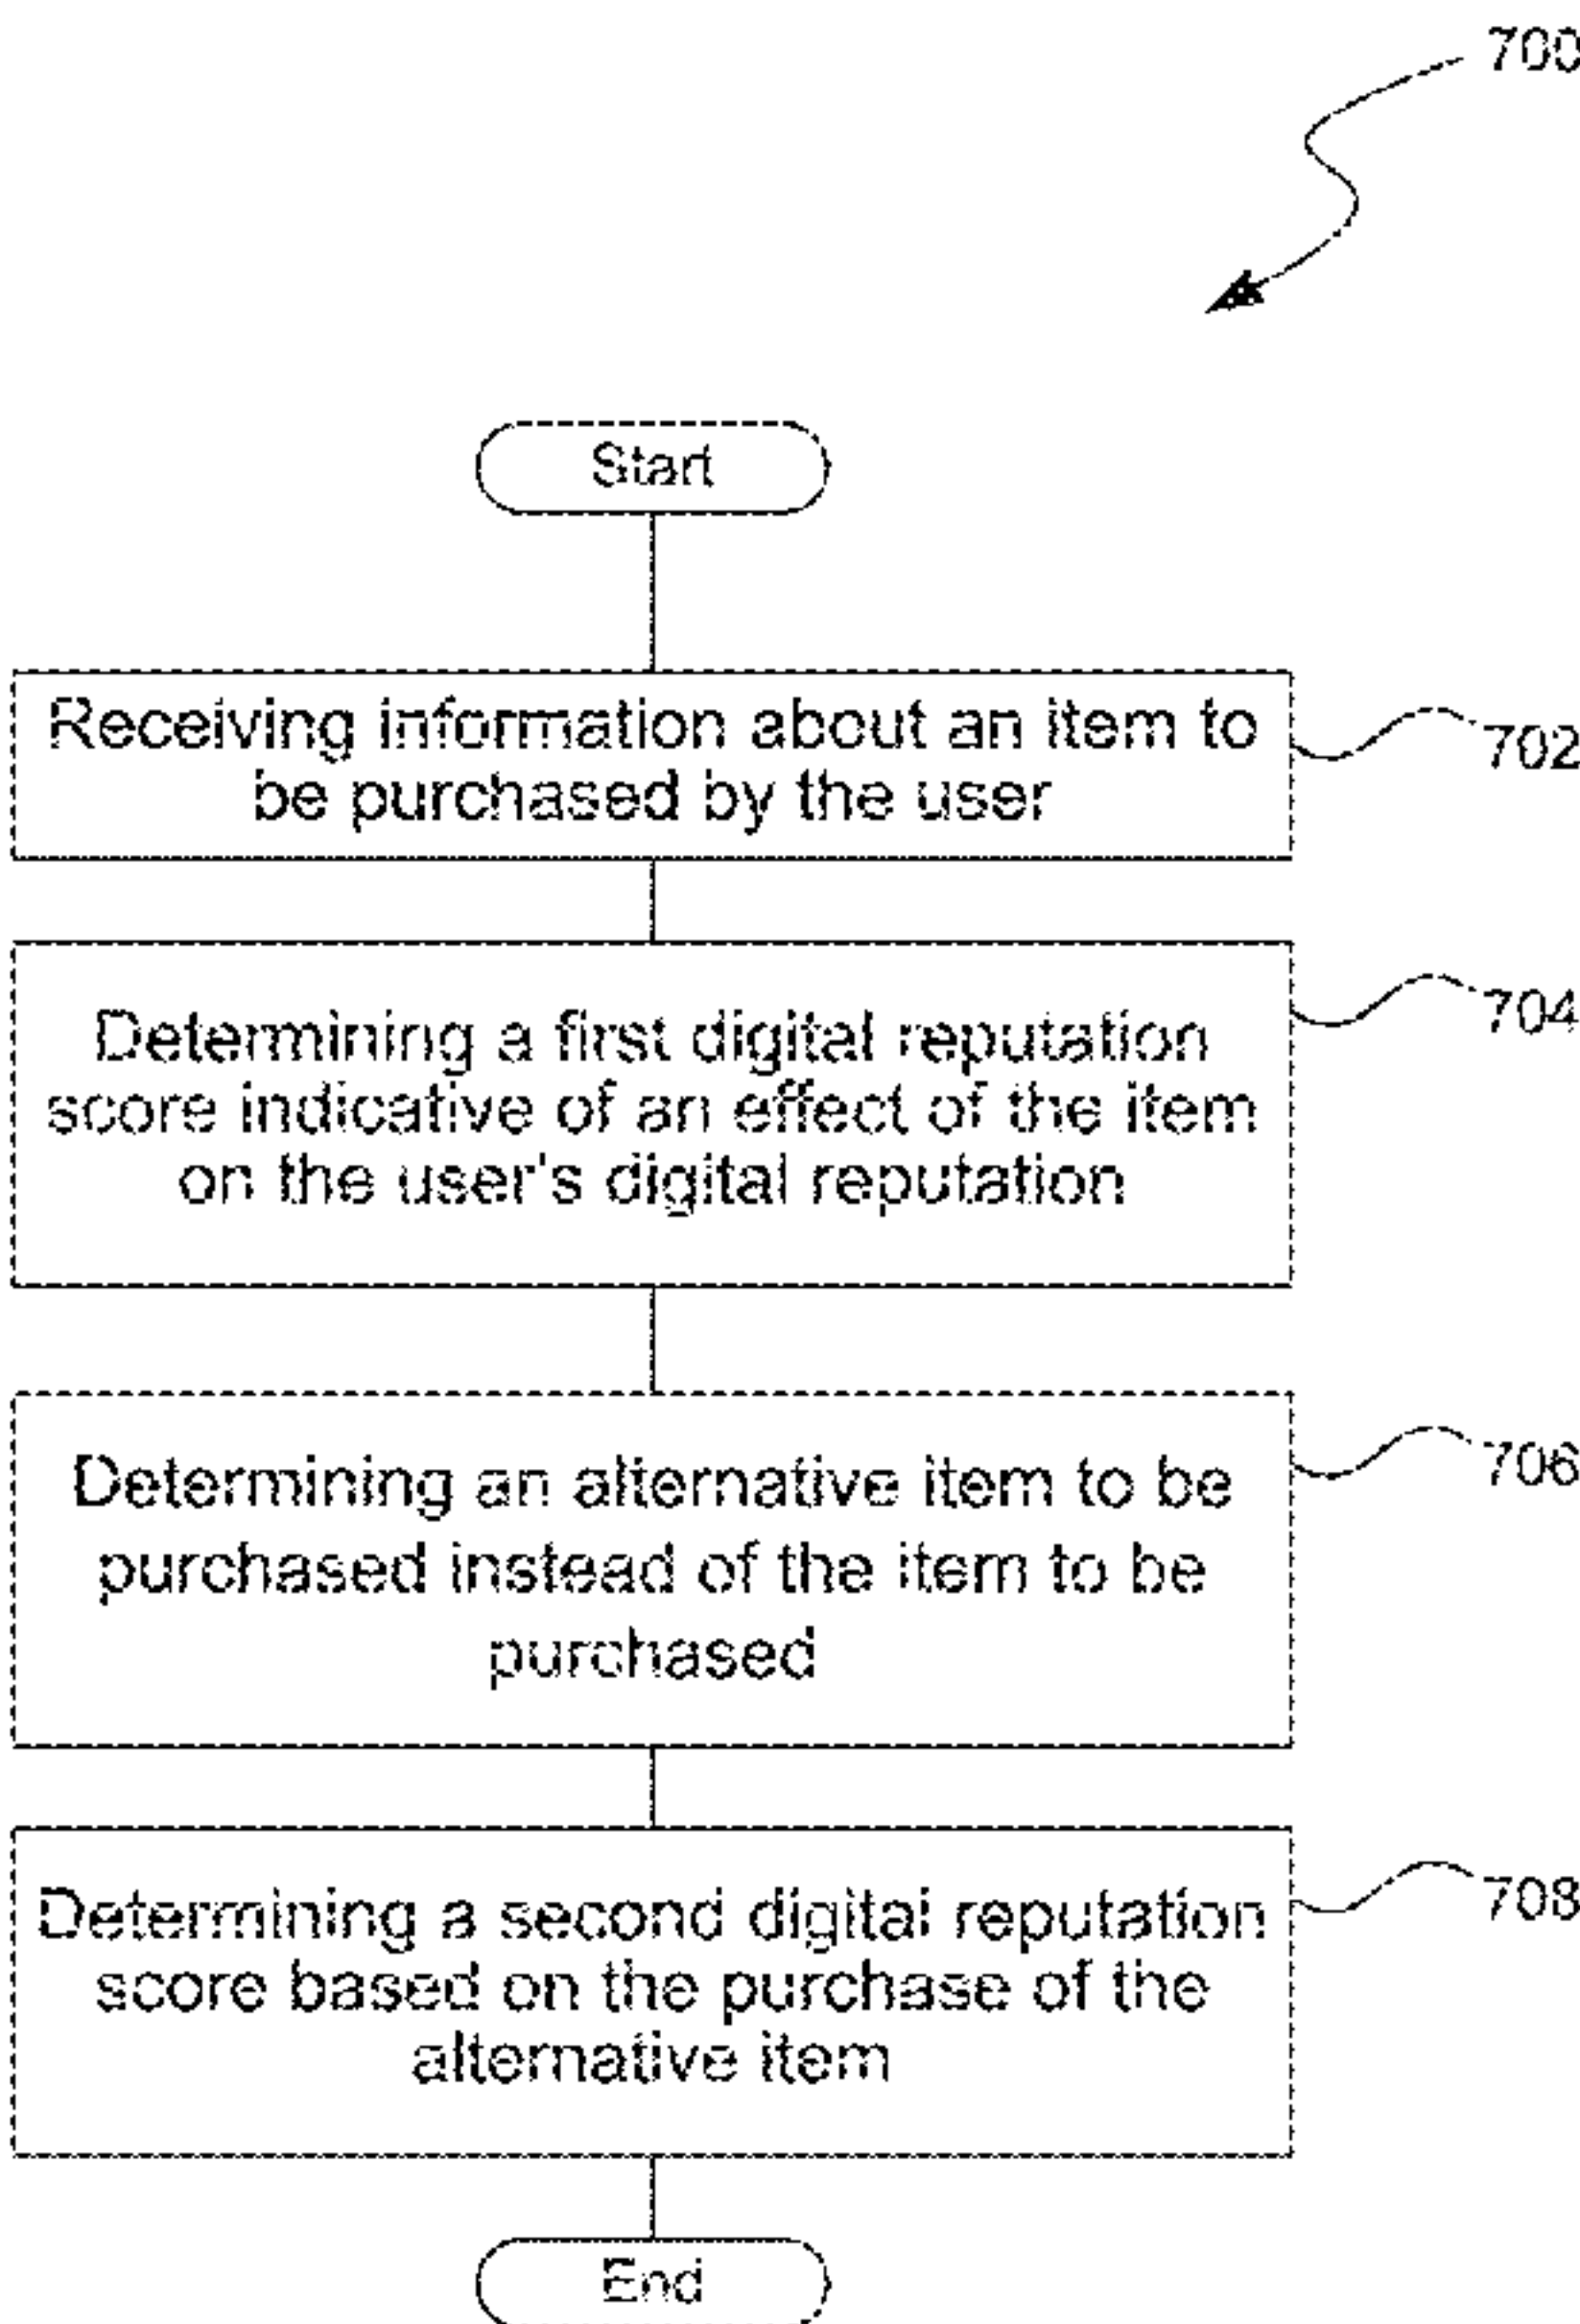 700
Start
Receiving information about an item to
be purchased by the user
702
Determining a first digital reputation
score indicative of an effect of the item
on the user's digital reputation
704
Determining an alternative item to be
purchased instead of the item to be
purchased
706
Determining a second digital reputation
score based on the purchase of the
alternative item
708
End